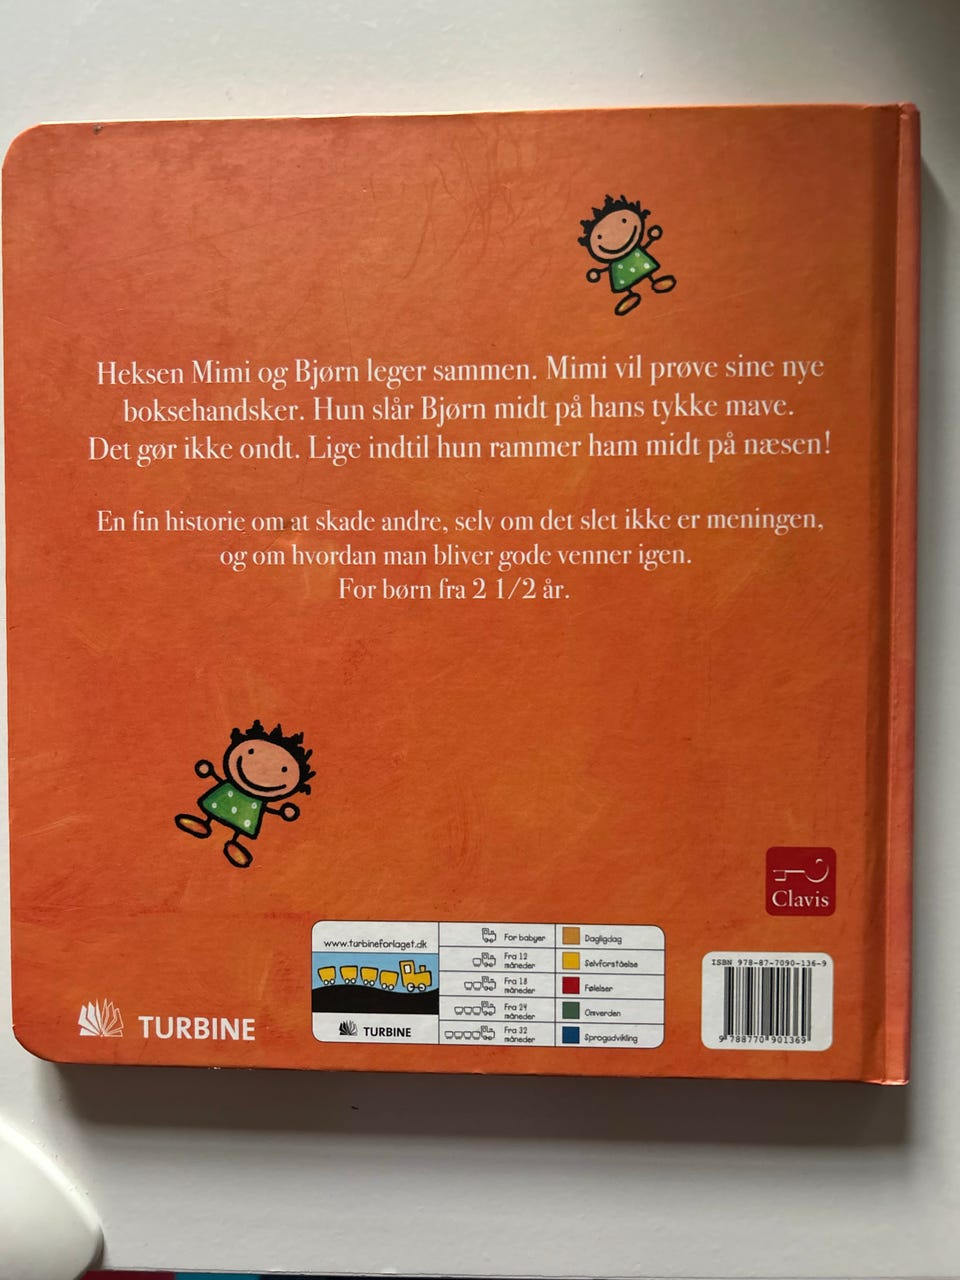 Heksen Mimi og Bjørn leger sammen. Mimi vil prøve sine nye
boksehandsker. Hun slår Bjørn midt på hans tykke mave.
Det gør ikke ondt. Lige indtil hun rammer ham midt på næsen!
En fin historie om at skade andre, selv om det slet ikke er meningen,
og om hvordan man bliver gode venner igen.
For børn fra 2 1/2 år.
Clavis
TURBINE
www.turbineforlaget.dk
TURBINE
For babyer
Fra 12
måneder
Fra 18
måneder
Fra 24
måneder
Fra 32
måneder
Dagligdag
Selvforståelse
Følelser
Omverden
Sprogudvikling
ISBN 978-87-7090-136-9
9 788770 901369